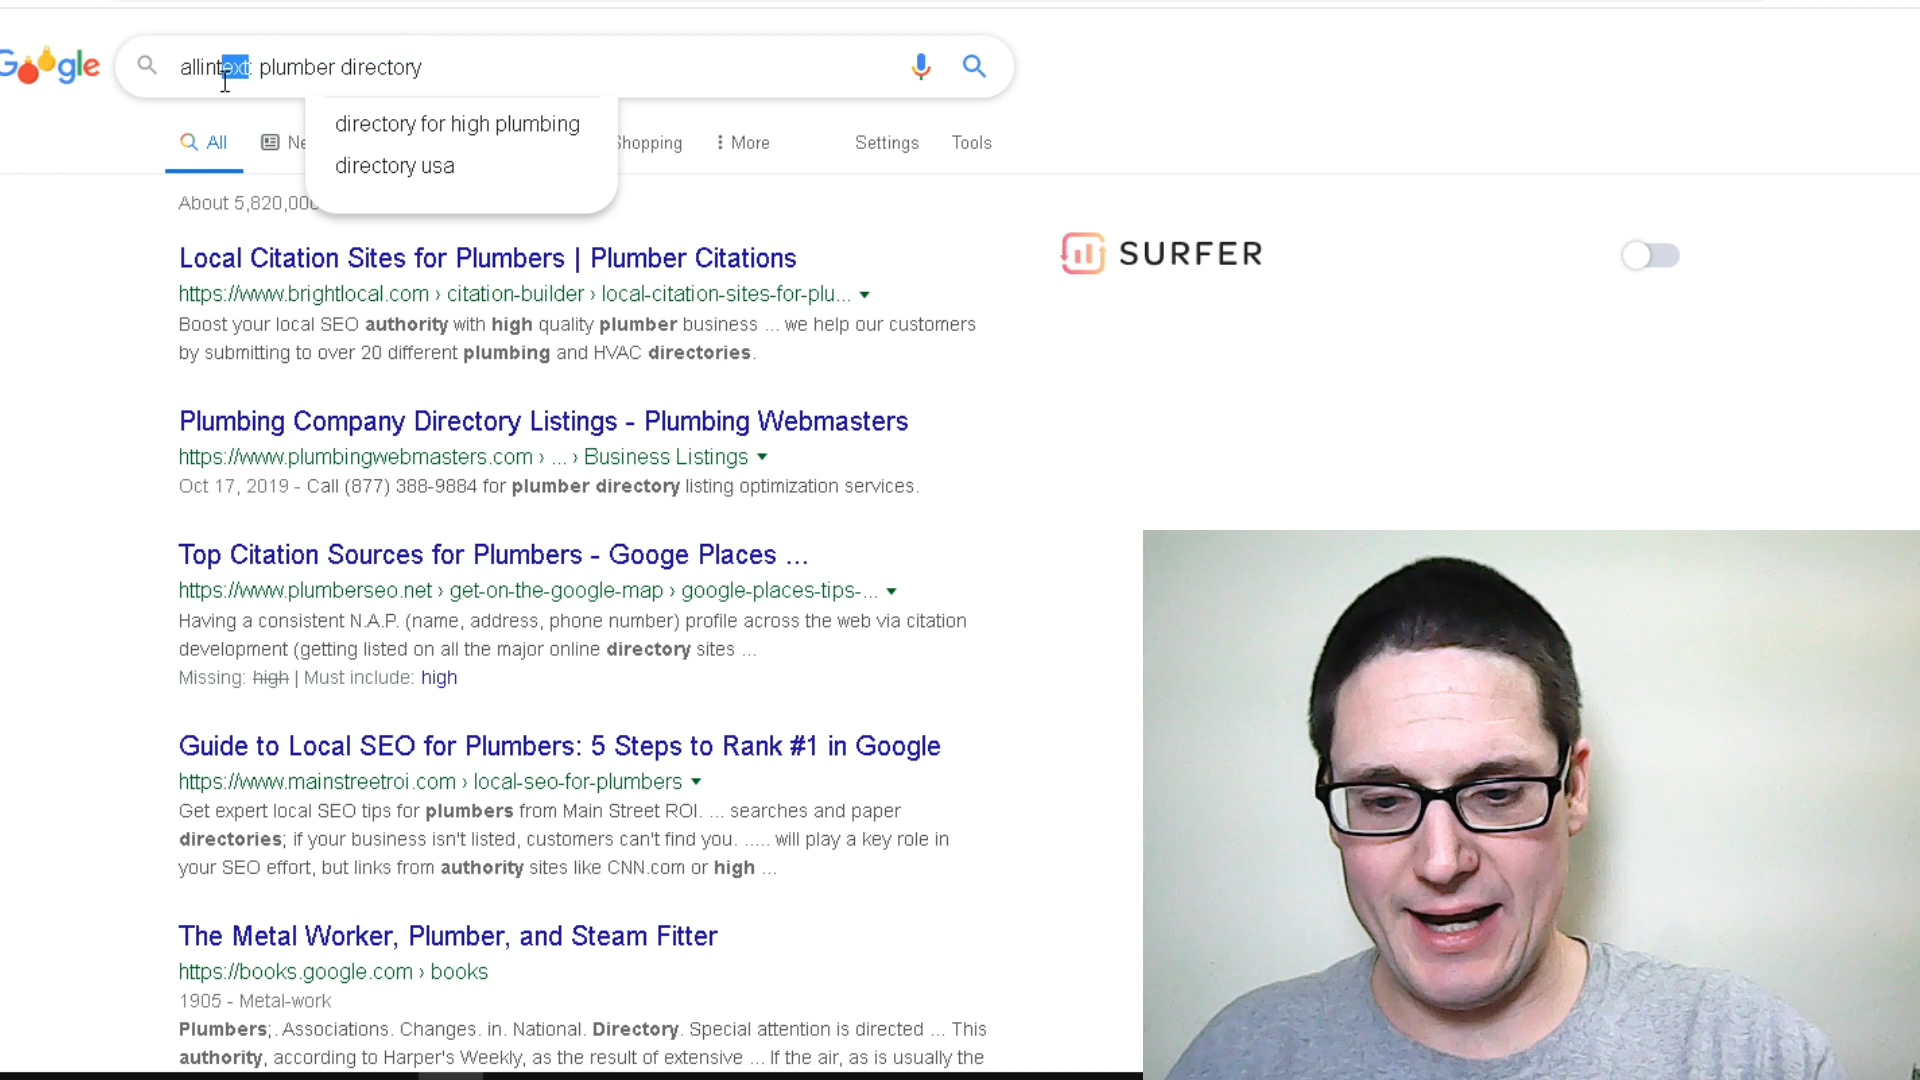 Google
allintext: plumber directory
directory for high plumbing
directory usa
All
Ne
Shopping
More
Settings
Tools
About 5,820,000
Local Citation Sites for Plumbers | Plumber Citations
https://www.brightlocal.com › citation-builder › local-citation-sites-for-plu...
Boost your local SEO authority with high quality plumber business ... we help our customers
by submitting to over 20 different plumbing and HVAC directories.
SURFER
Plumbing Company Directory Listings - Plumbing Webmasters
https://www.plumbingwebmasters.com › ... › Business Listings
Oct 17, 2019 - Call (877) 388-9884 for plumber directory listing optimization services.
Top Citation Sources for Plumbers - Googe Places ...
https://www.plumberseo.net › get-on-the-google-map › google-places-tips-...
Having a consistent N.A.P. (name, address, phone number) profile across the web via citation
development (getting listed on all the major online directory sites ...
Missing: high | Must include: high
Guide to Local SEO for Plumbers: 5 Steps to Rank #1 in Google
https://www.mainstreetroi.com › local-seo-for-plumbers
Get expert local SEO tips for plumbers from Main Street ROI. ... searches and paper
directories; if your business isn't listed, customers can't find you. ..... will play a key role in
your SEO effort, but links from authority sites like CNN.com or high ...
The Metal Worker, Plumber, and Steam Fitter
https://books.google.com › books
1905 - Metal-work
Plumbers;. Associations. Changes. in. National. Directory. Special attention is directed ... This
authority, according to Harper's Weekly, as the result of extensive ... If the air, as is usually the